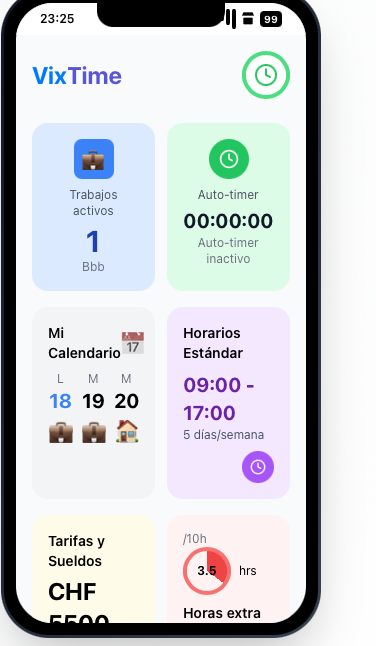 23:25
99
VixTime
Trabajos
activos
1
Bbb
Auto-timer
00:00:00
Auto-timer
inactivo
Mi
Calendario
17
L M M
18 19 20
Horarios
Estándar
09:00 -
17:00
5 días/semana
Tarifas y
Sueldos
CHF
5500
/10h
3.5 hrs
Horas extra